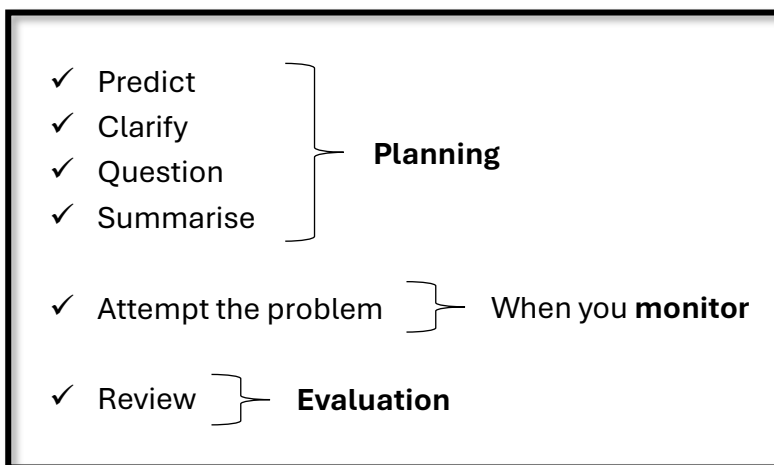 ✓ Predict
✓ Clarify
✓ Question
✓ Summarise
Planning
✓ Attempt the problem
When you monitor
✓ Review
Evaluation